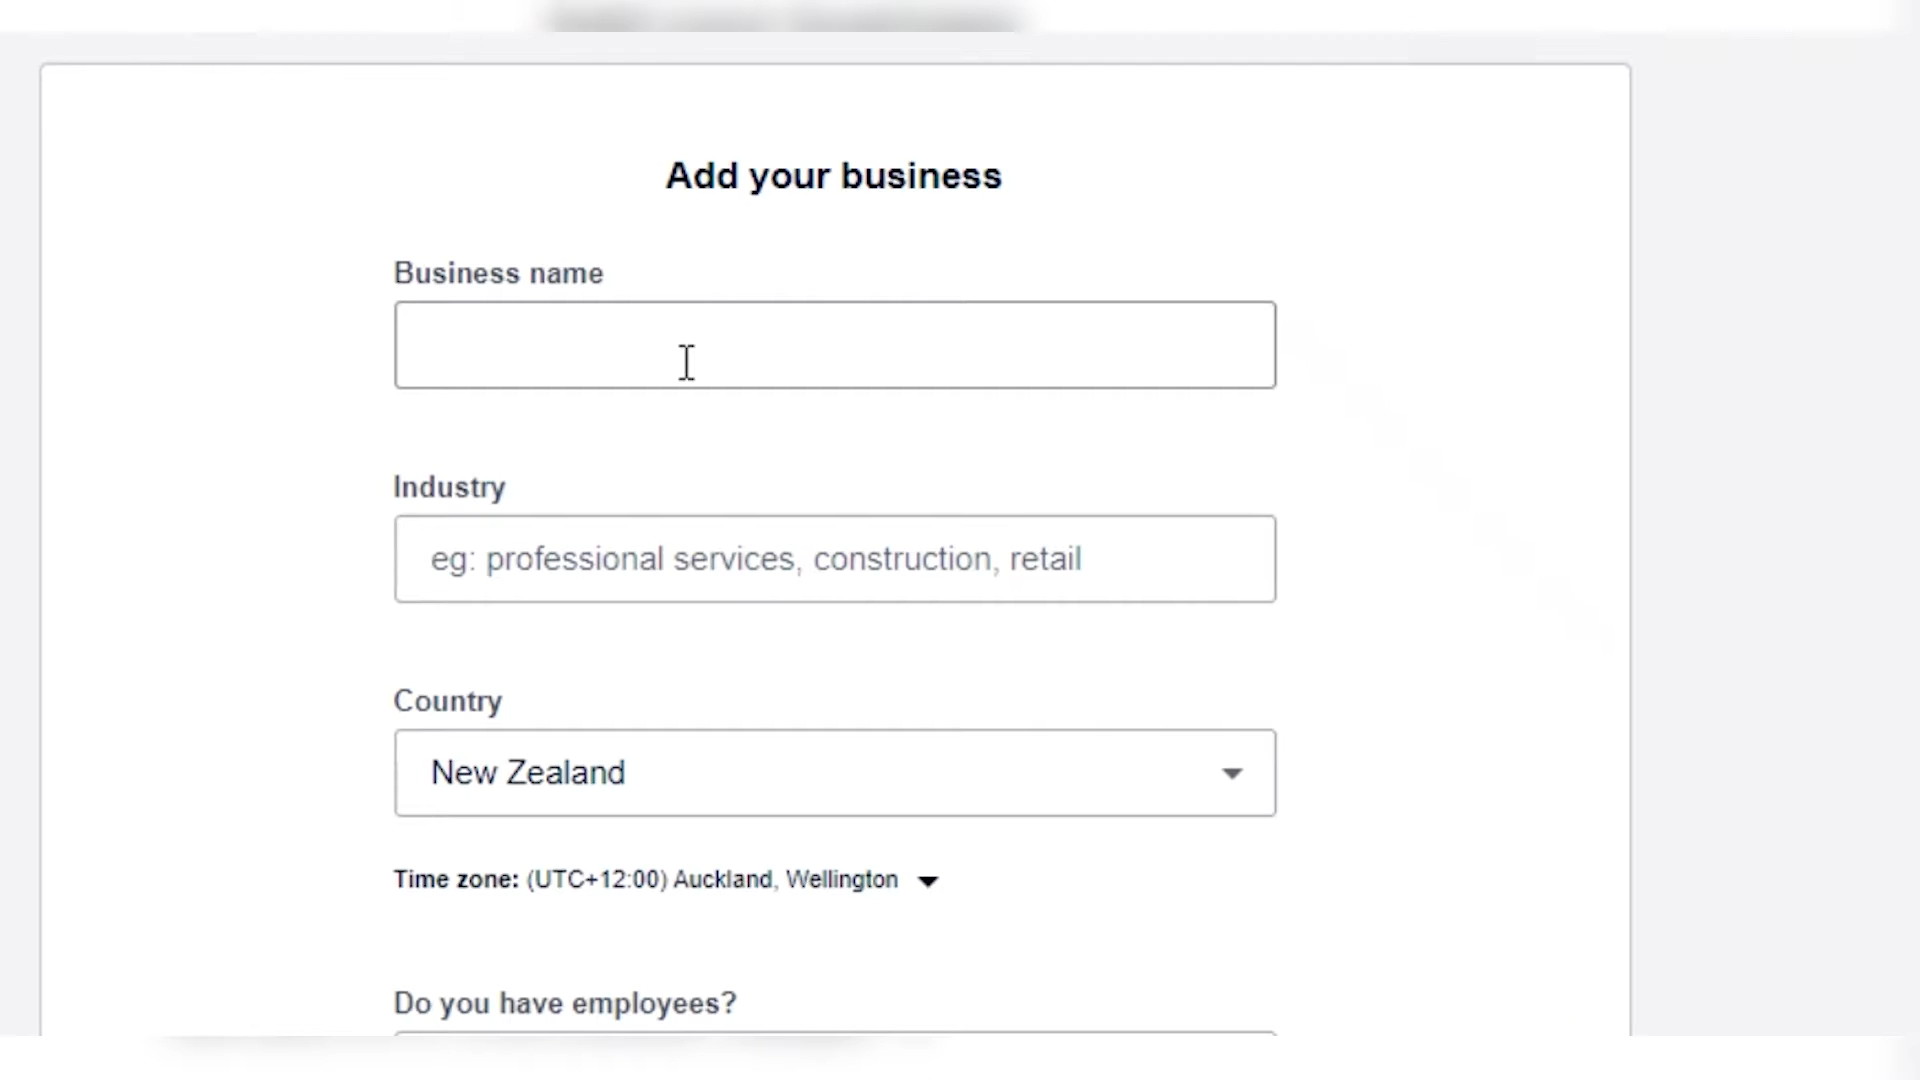 Add your business
Business name
Industry
eg: professional services, construction, retail
Country
New Zealand
Time zone: (UTC+12:00) Auckland, Wellington
Do you have employees?